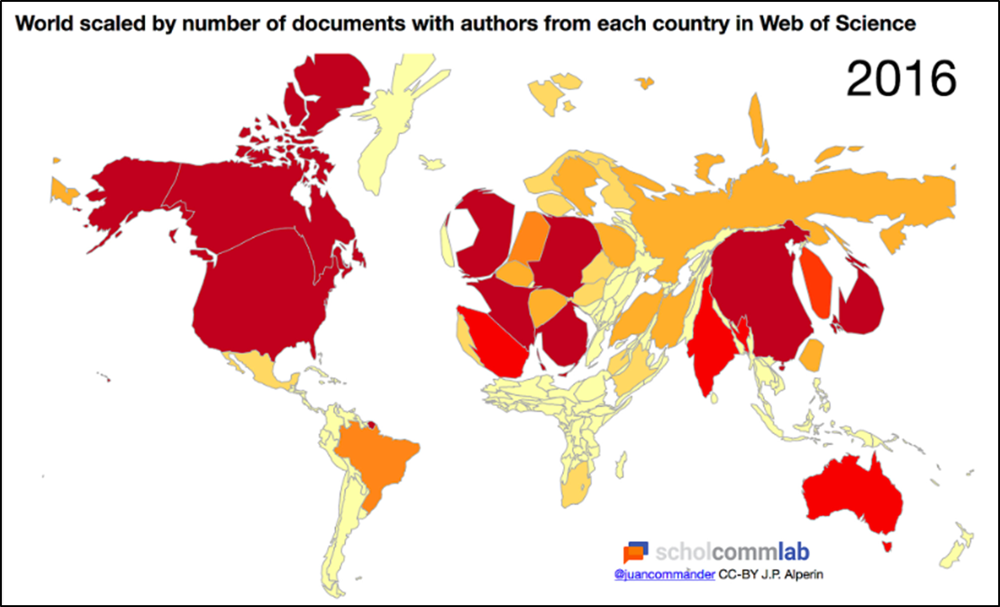 World scaled by number of documents with authors from each country in Web of Science
2016
scholcommlab
@juancommander CC-BY J.P. Alperin